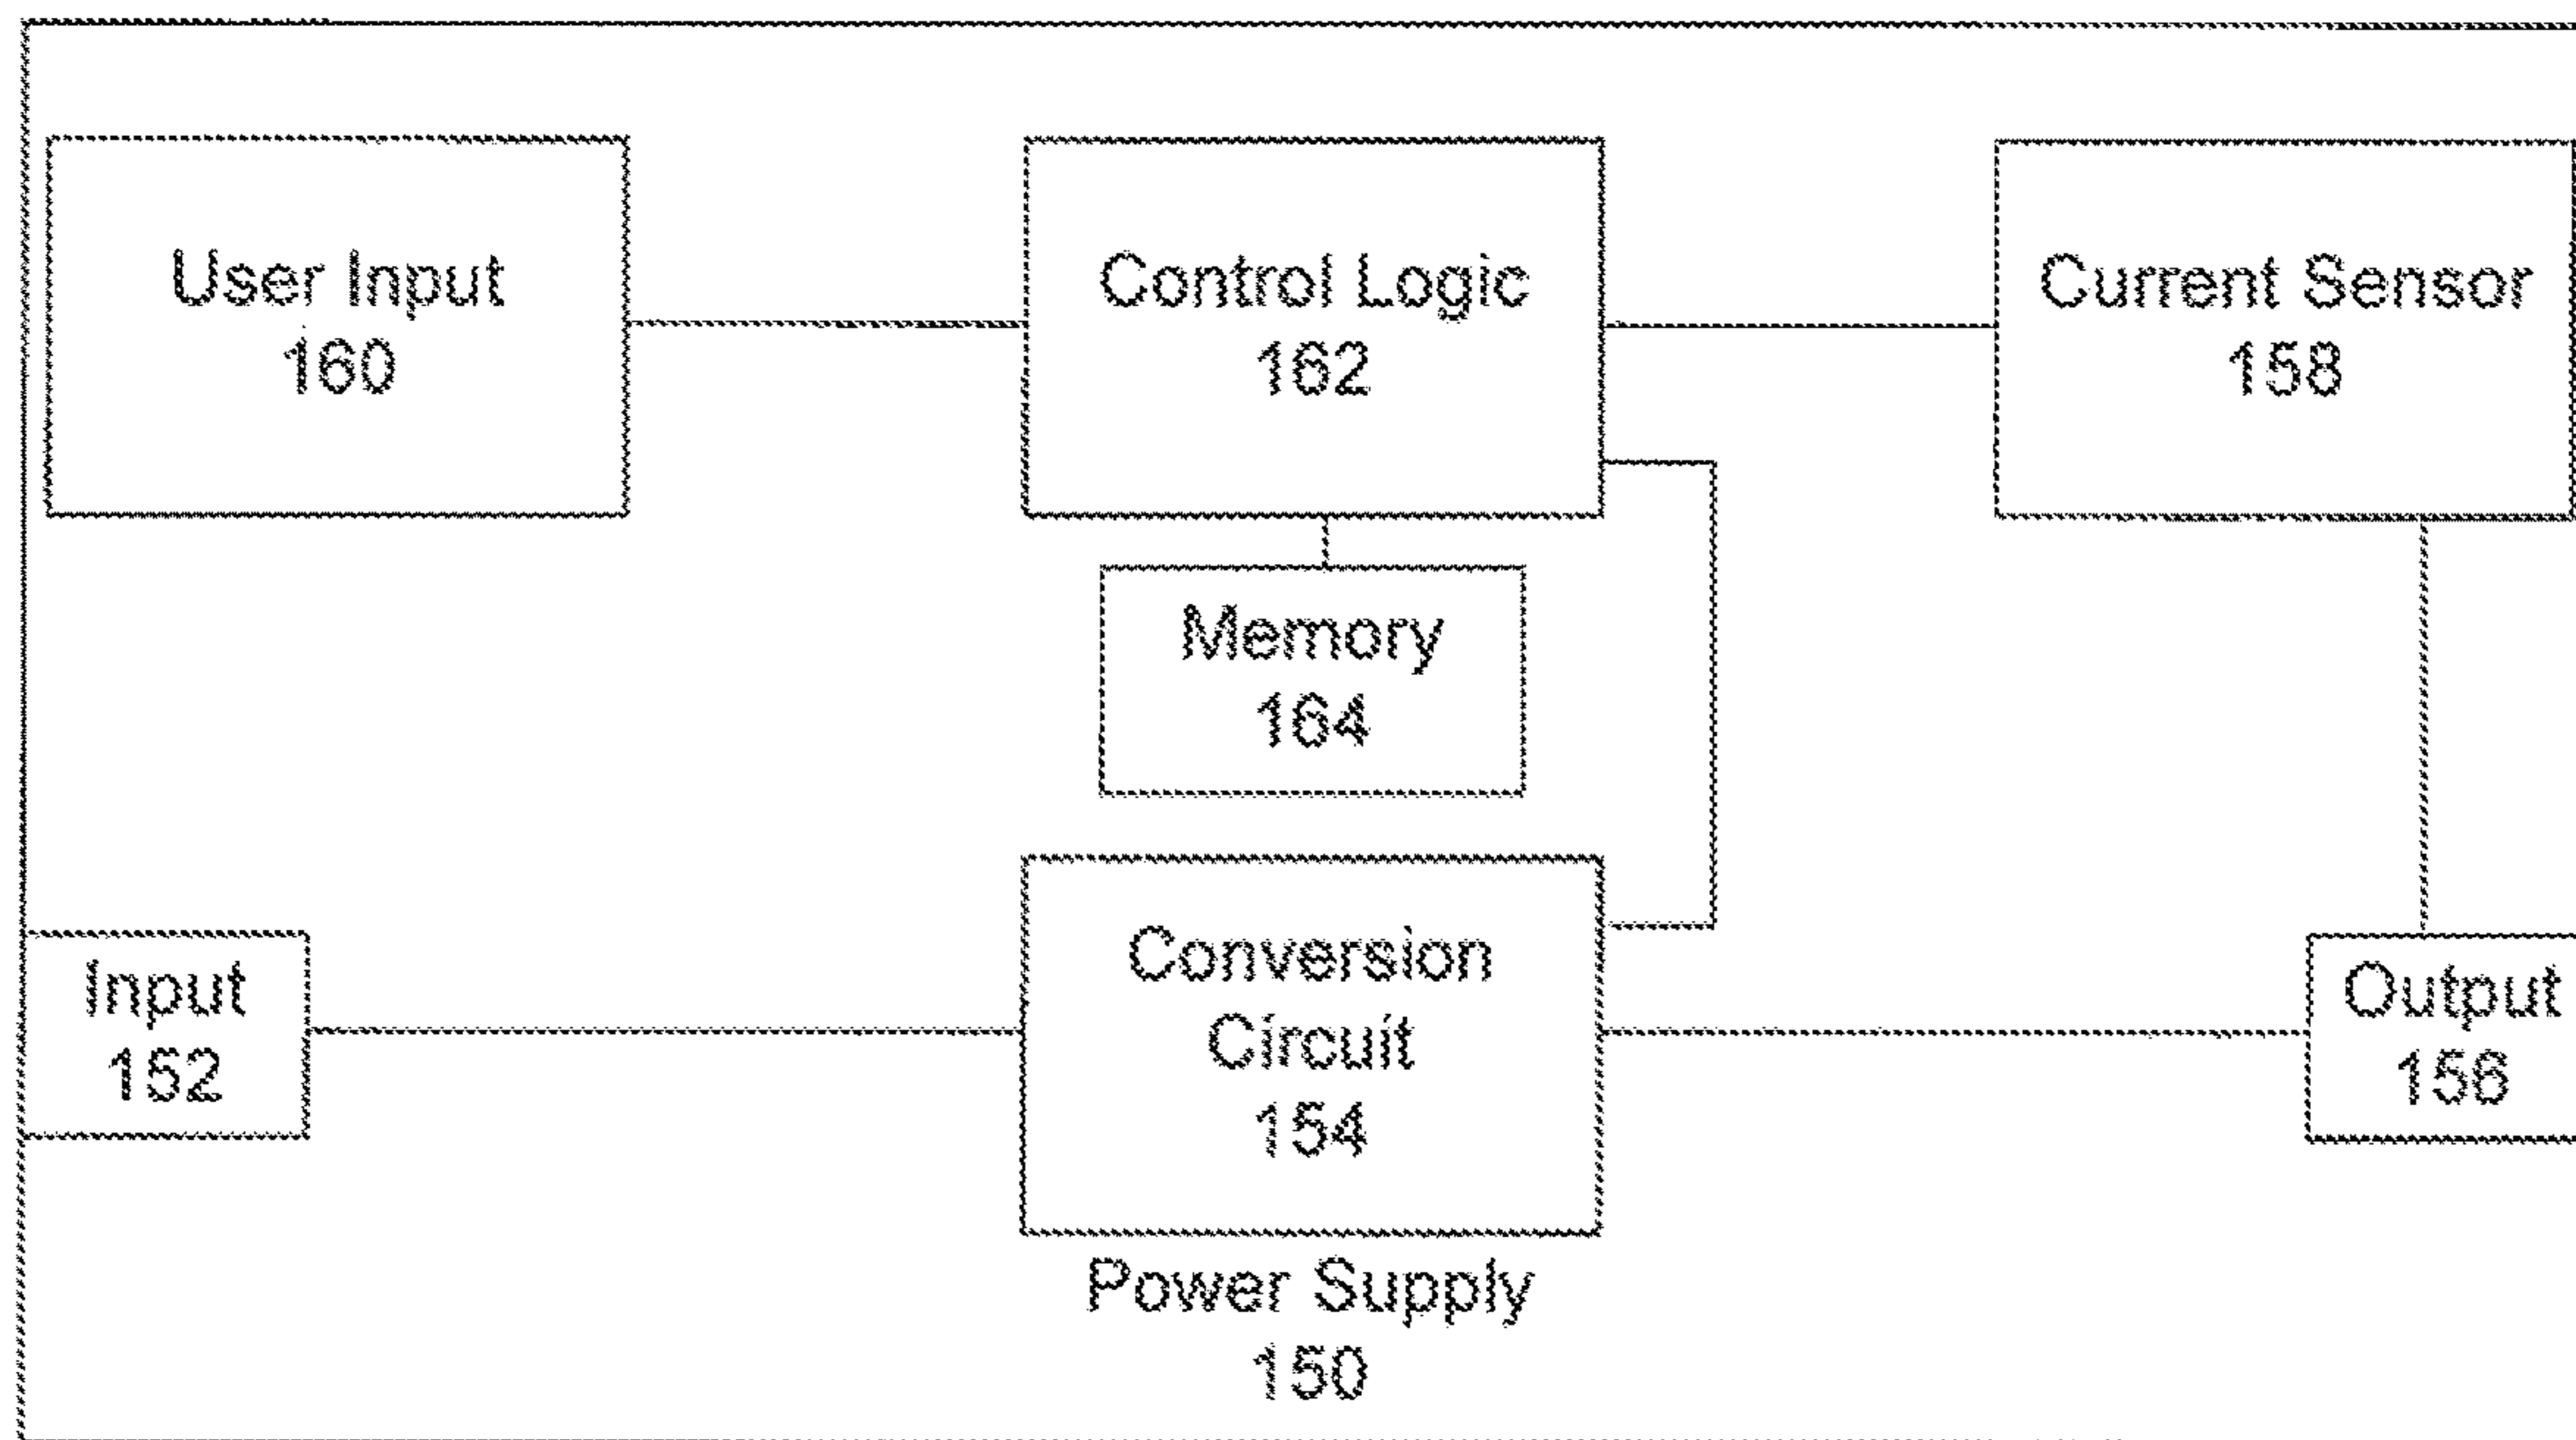 User Input
160
Control Logic
162
Current Sensor
158
Memory
164
Input
152
Conversion
Circuit
154
Output
156
Power Supply
150